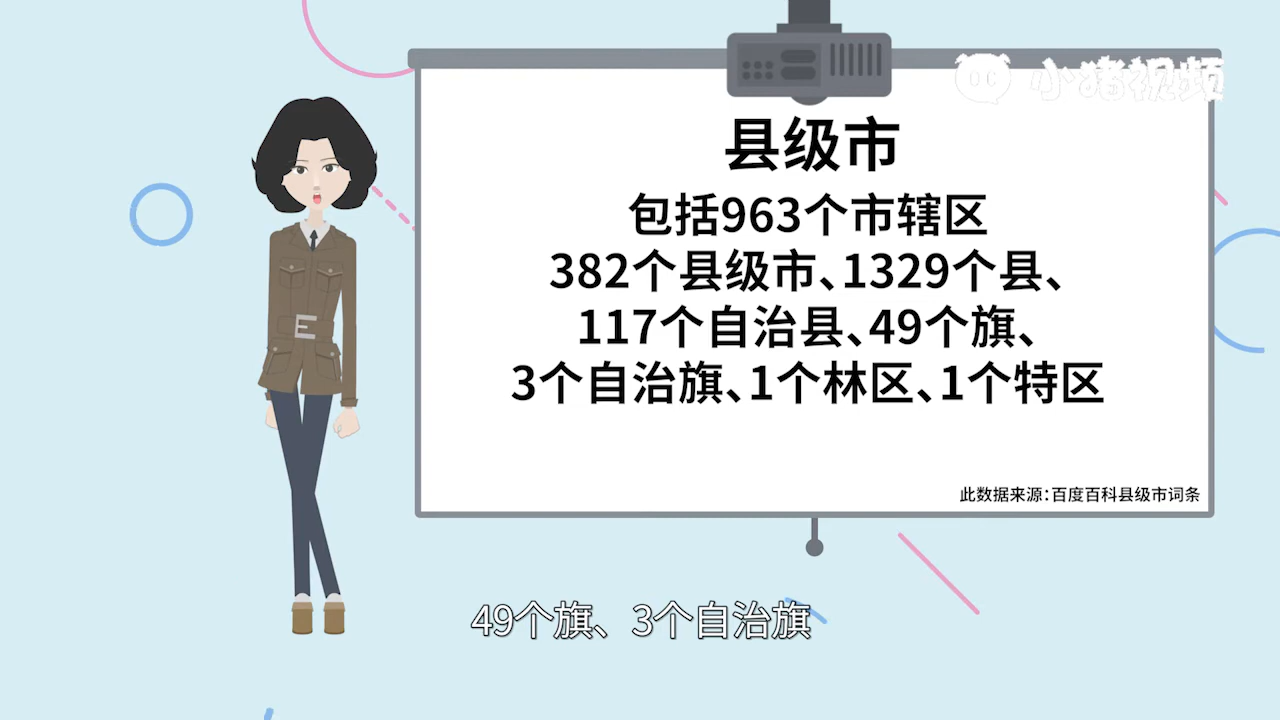 小猪视频
县级市
包括963个市辖区
382个县级市、1329个县、
117个自治县、49个旗、
3个自治旗、1个林区、1个特区
此数据来源：百度百科县级市词条
49个旗、3个自治旗